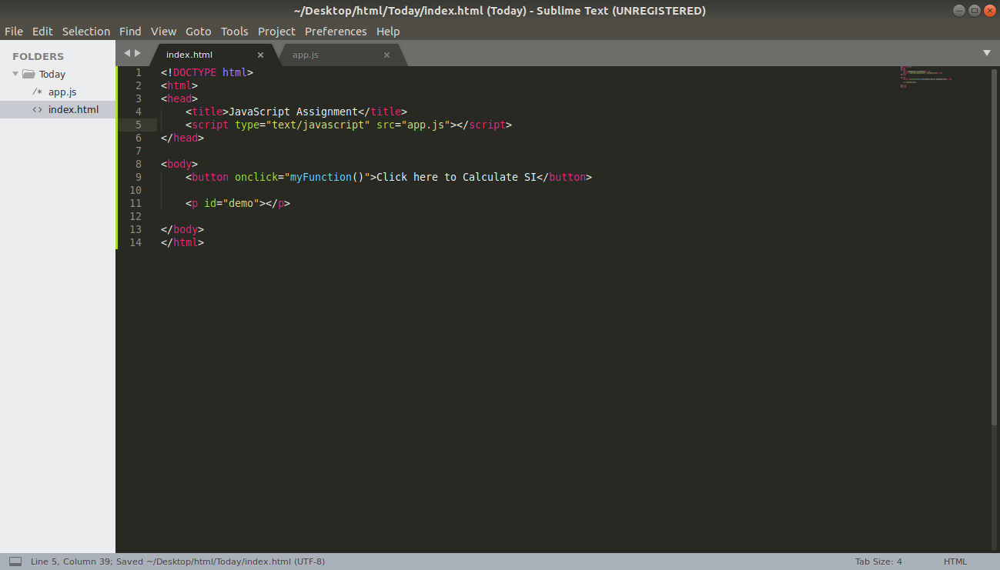 ~/Desktop/html/Today/index.html (Today) - Sublime Text (UNREGISTERED)
File Edit Selection Find View Goto Tools Project Preferences Help
FOLDERS
Today
/* app.js
<> index.html
index.html × app.js ×
1 <!DOCTYPE html>
2 <html>
3 <head>
4     <title>JavaScript Assignment</title>
5     <script type="text/javascript" src="app.js"></script>
6 </head>
7
8 <body>
9     <button onclick="myFunction()">Click here to Calculate SI</button>
10
11     <p id="demo"></p>
12
13 </body>
14 </html>
Line 5, Column 39; Saved ~/Desktop/html/Today/index.html (UTF-8) Tab Size: 4 HTML